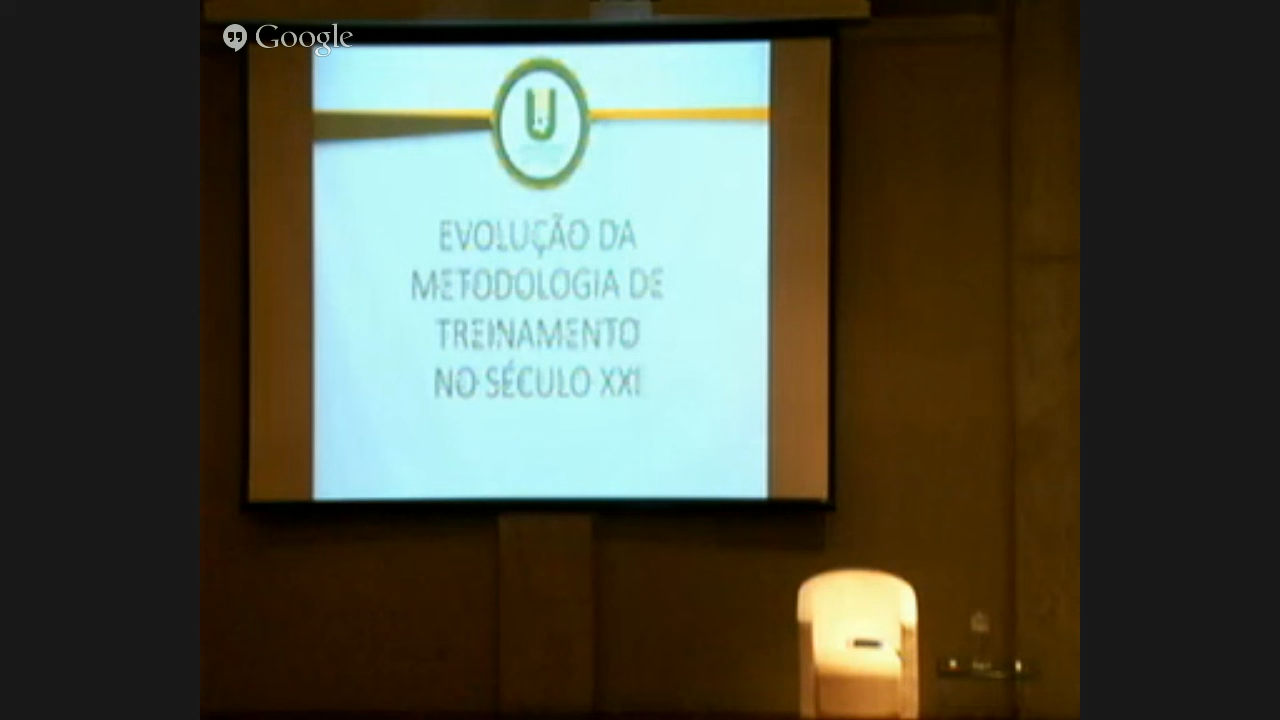 Google
U
EVOLUÇÃO DA
METODOLOGIA DE
TREINAMENTO
NO SÉCULO XXI